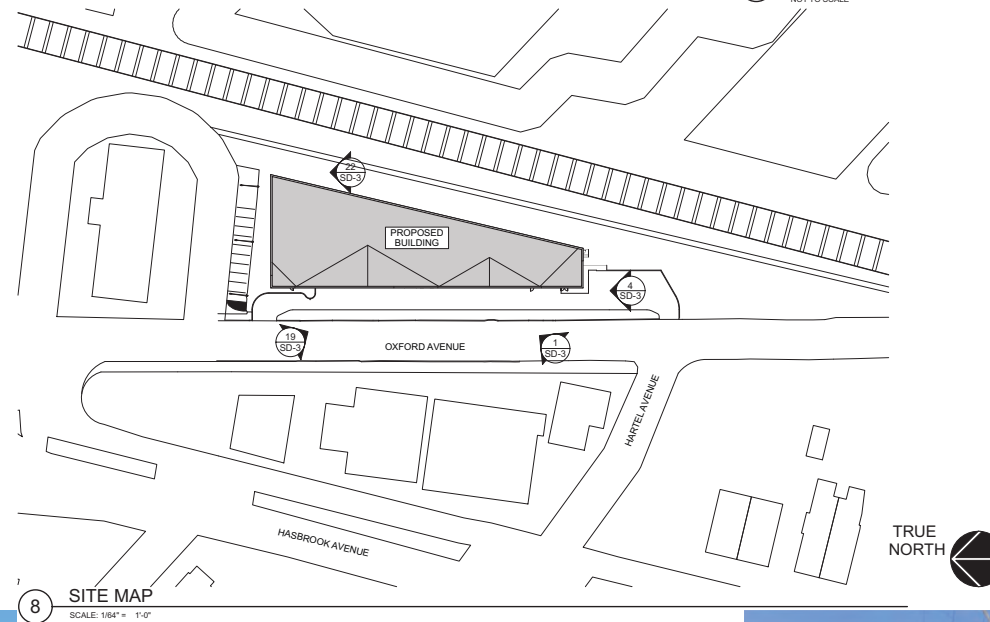 NOT TO SCALE
22
SD-3
PROPOSED
BUILDING
4
SD-3
19
SD-3
OXFORD AVENUE
1
SD-3
HARTEL AVENUE
HASBROOK AVENUE
TRUE
NORTH
8
SITE MAP
SCALE: 1/64" = 1'-0"